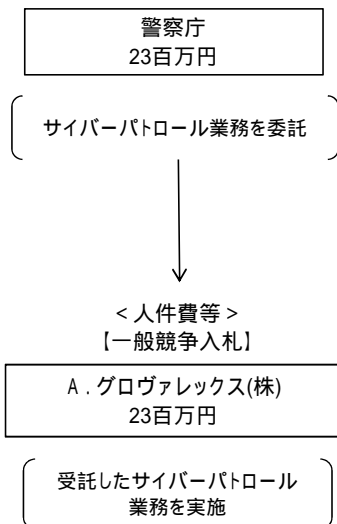 警察庁
23百万円
サイバーパトロール業務を委託
<人件費等>
【一般競争入札】
A.グロヴァレックス(株)
23百万円
受託したサイバーパトロール
業務を実施